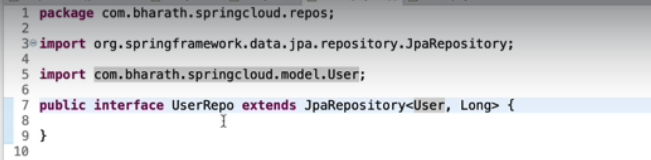 1 package com.bharath.springcloud.repos;
2
3 import org.springframework.data.jpa.repository.JpaRepository;
4
5 import com.bharath.springcloud.model.User;
6
7 public interface UserRepo extends JpaRepository<User, Long> {
8
9 }
10